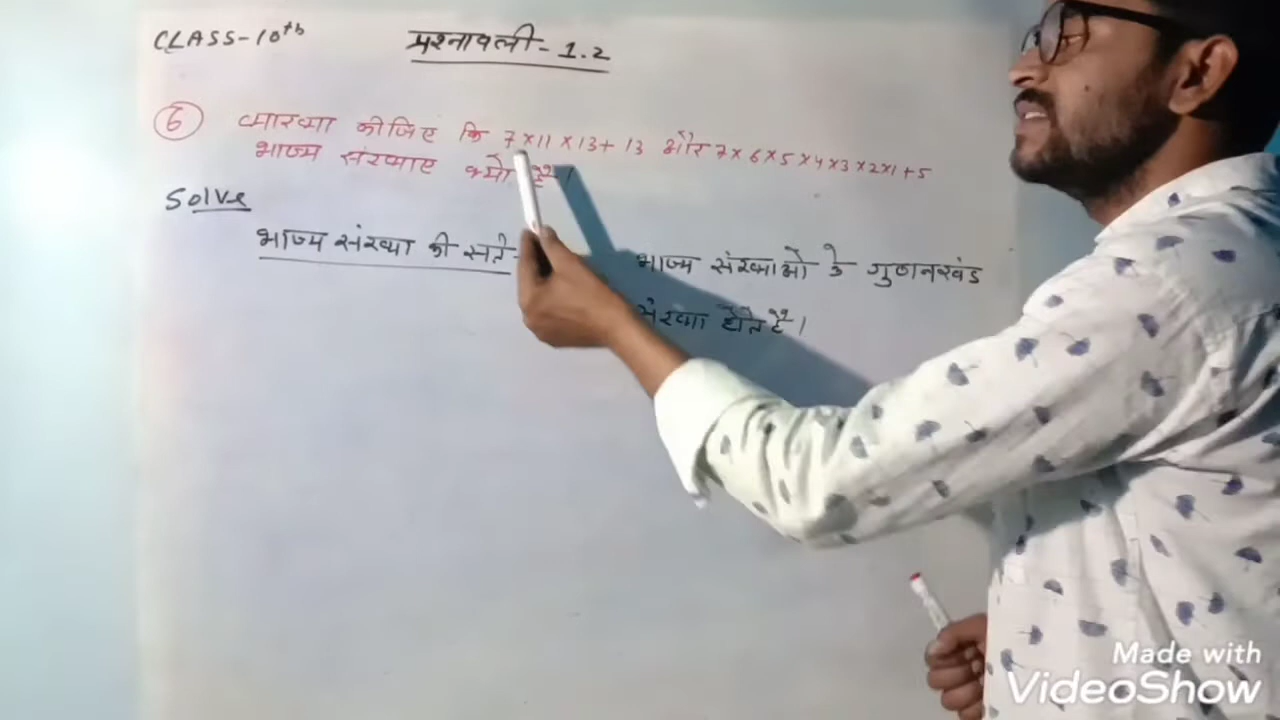 CLASS-10th
प्रश्नावली-1.2
6 व्याख्या कीजिए कि 7×11×13+13 और 7×6×5×4×3×2×1+5
भाज्य संख्याए क्यो है।
Solve
भाज्य संख्या की सर्त भाज्य संख्याओ के गुणनखंड
संख्या होते है।
Made with
VideoShow